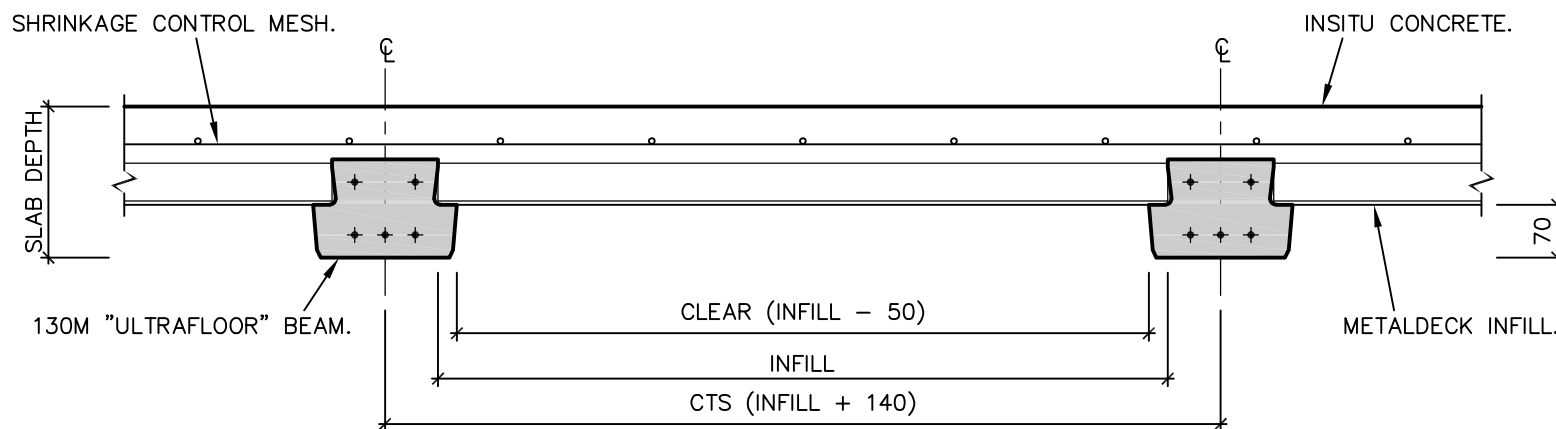 SHRINKAGE CONTROL MESH.
INSITU CONCRETE.
℄
℄
SLAB DEPTH
70
130M ”ULTRAFLOOR” BEAM.
CLEAR (INFILL − 50)
METALDECK INFILL.
INFILL
CTS (INFILL + 140)